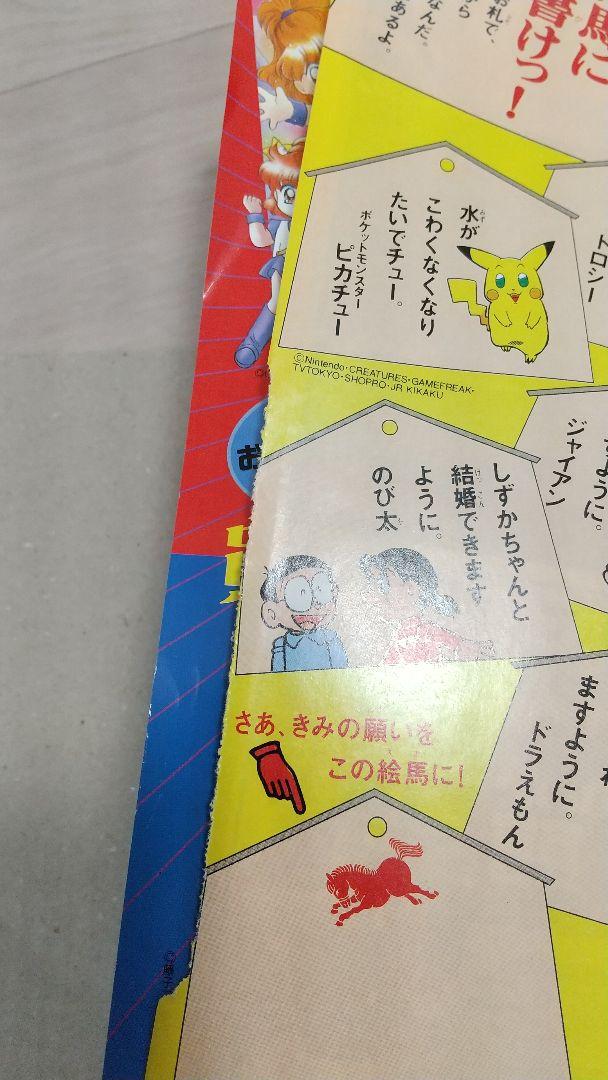 馬に
書けっ!
お札で、
なんだ。
あるよ。
水が
こわくなくなり
たいでチュー。
ポケットモンスター
ピカチュー
©Nintendo・CREATURES・GAMEFREAK・
TVTOKYO・SHOPRO・JR KIKAKU
トロシー
しずかちゃんと
結婚できます
ように。
のび太
ように。
ジャイアン
さあ、きみの願いを
この絵馬に!
ますように。
ドラえもん
お